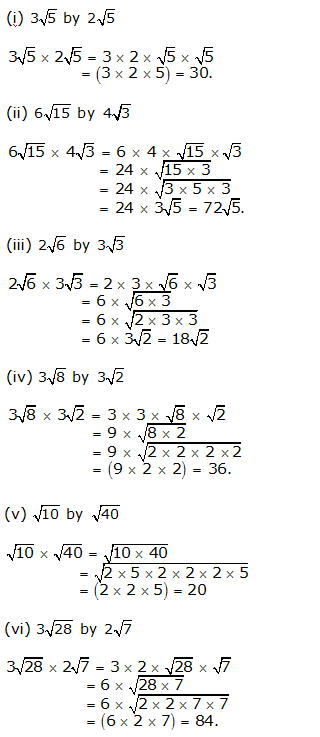 (i) 3√5 by 2√5
3√5 × 2√5 = 3 × 2 × √5 × √5
= (3 × 2 × 5) = 30.
(ii) 6√15 by 4√3
6√15 × 4√3 = 6 × 4 × √15 × √3
= 24 × √15 × 3
= 24 × √3 × 5 × 3
= 24 × 3√5 = 72√5.
(iii) 2√6 by 3√3
2√6 × 3√3 = 2 × 3 × √6 × √3
= 6 × √6 × 3
= 6 × √2 × 3 × 3
= 6 × 3√2 = 18√2
(iv) 3√8 by 3√2
3√8 × 3√2 = 3 × 3 × √8 × √2
= 9 × √8 × 2
= 9 × √2 × 2 × 2 × 2
= (9 × 2 × 2) = 36.
(v) √10 by √40
√10 × √40 = √10 × 40
= √2 × 5 × 2 × 2 × 2 × 5
= (2 × 2 × 5) = 20
(vi) 3√28 by 2√7
3√28 × 2√7 = 3 × 2 × √28 × √7
= 6 × √28 × 7
= 6 × √2 × 2 × 7 × 7
= (6 × 2 × 7) = 84.